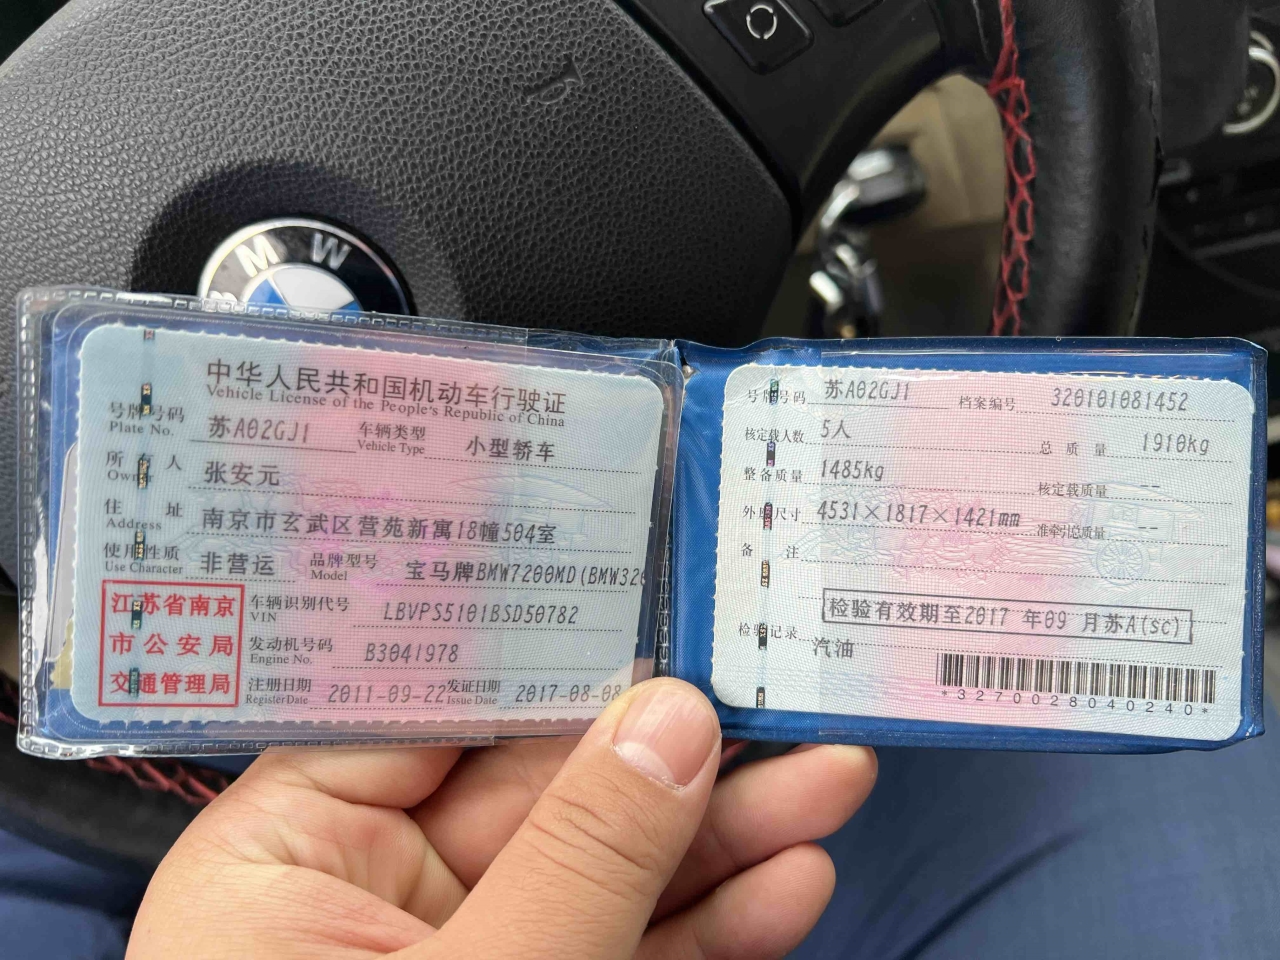 BMW
中华人民共和国机动车行驶证
Vehicle License of the People's Republic of China
号牌号码 苏A02GJ1 车辆类型 小型轿车
Plate No. Vehicle Type
所有人 张安元
Owner
住址 南京市玄武区营苑新寓18幢504室
Address
使用性质 非营运 品牌型号 宝马牌BMW7200MD(BMW320
Use Character Model
江苏省南京
市公安局
交通管理局
车辆识别代号 LBVPS5101BSD50782
VIN
发动机号码 B3041978
Engine No.
注册日期 2011-09-22 发证日期 2017-08-08
Register Date Issue Date
号牌号码 苏A02GJ1 档案编号 320101081452
核定载人数 5人 总质量 1910kg
整备质量 1485kg 核定载质量 --
外廓尺寸 4531×1817×1421mm 准牵引总质量 --
备注
检验有效期至2017 年09 月苏A(sc)
检验记录
汽油
*3270028040240*